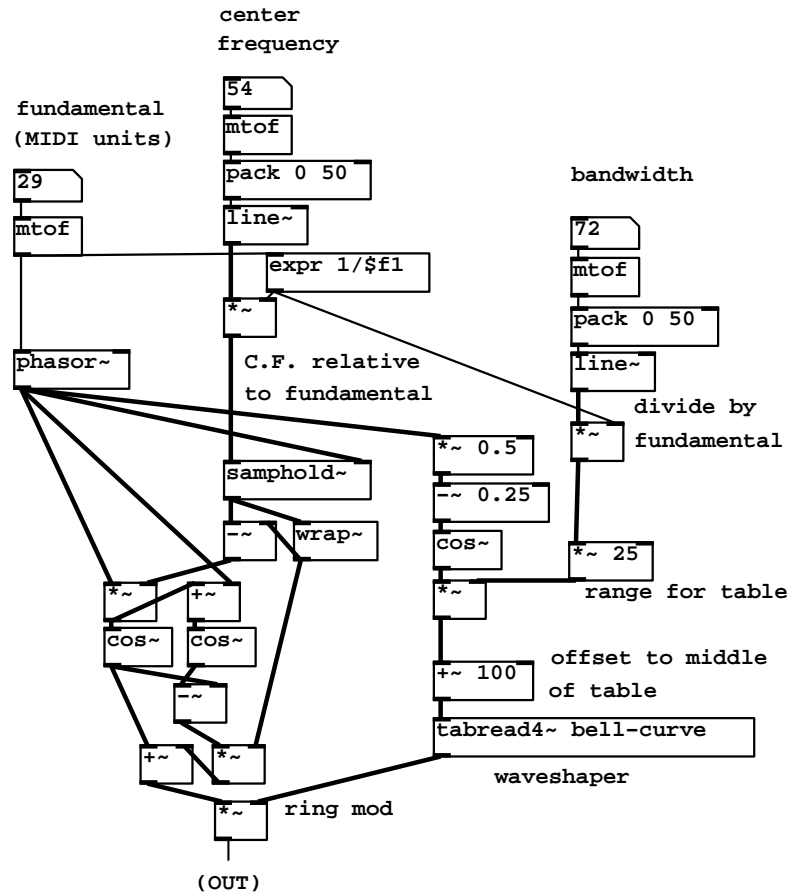 center
frequency
54
mtof
fundamental
(MIDI units)
pack 0 50
bandwidth
29
line~
mtof
72
expr 1/$f1
mtof
*~
pack 0 50
phasor~
C.F. relative
to fundamental
line~
divide by
fundamental
*~
*~ 0.5
samphold~
-~ 0.25
-~
wrap~
cos~
*~ 25
range for table
*~
+~
*~
cos~
cos~
offset to middle
of table
+~ 100
-~
tabread4~ bell-curve
waveshaper
+~
*~
*~
ring mod
(OUT)